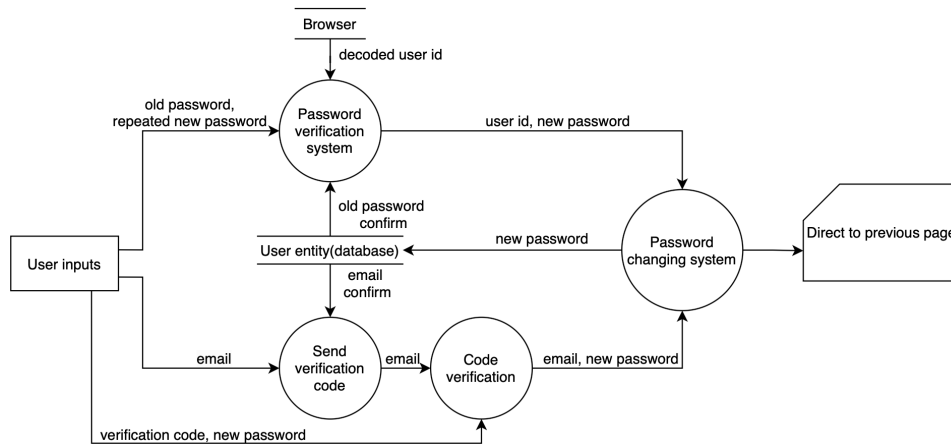 Browser
decoded user id
old password,
repeated new password
Password
verification
system
user id, new password
old password
confirm
User entity(database)
new password
Password
changing system
Direct to previous page
User inputs
email
confirm
email
Send
verification
code
email
Code
verification
email, new password
verification code, new password